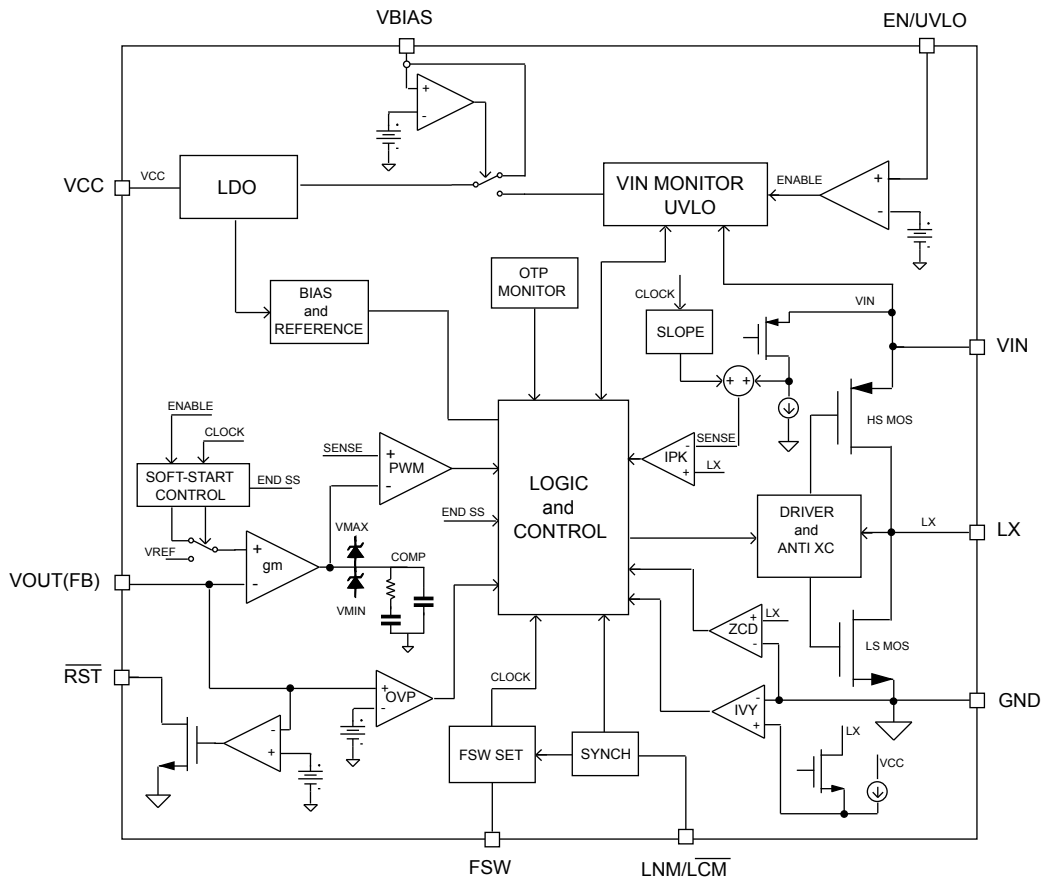 VBIAS
EN/UVLO
+
-
VCC
VCC
LDO
VIN MONITOR
UVLO
ENABLE
+
-
OTP
MONITOR
CLOCK
VIN
BIAS
and
REFERENCE
SLOPE
VIN
+ +
HS MOS
ENABLE
CLOCK
SENSE
+
PWM
-
-
SENSE
IPK
+
LX
SOFT-START
CONTROL
END SS
LOGIC
and
CONTROL
DRIVER
and
ANTI XC
LX
LX
END SS
VMAX
VREF
+
gm
-
COMP
VOUT(FB)
VMIN
+
LX
ZCD
-
LS MOS
RST
CLOCK
+
OVP
-
-
IVY
+
GND
-
+
FSW SET
SYNCH
LX
VCC
FSW
LNM/LCM